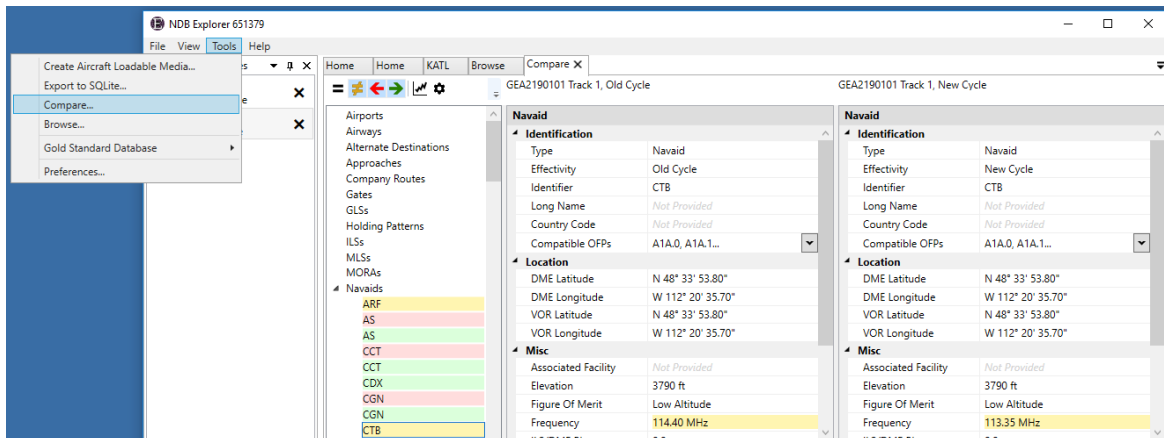 NDB Explorer 651379
File View Tools Help
Create Aircraft Loadable Media...
Export to SQLite...
Compare...
Browse...
Gold Standard Database
Preferences...
Home Home KATL Browse Compare
GEA2190101 Track 1, Old Cycle GEA2190101 Track 1, New Cycle
Airports
Airways
Alternate Destinations
Approaches
Company Routes
Gates
GLSs
Holding Patterns
ILSs
MLSs
MORAs
Navaids
ARF
AS
AS
CCT
CCT
CDX
CGN
CGN
CTB
Navaid
Identification
Type Navaid
Effectivity Old Cycle
Identifier CTB
Long Name Not Provided
Country Code Not Provided
Compatible OFPs A1A.0, A1A.1...
Location
DME Latitude N 48° 33' 53.80"
DME Longitude W 112° 20' 35.70"
VOR Latitude N 48° 33' 53.80"
VOR Longitude W 112° 20' 35.70"
Misc
Associated Facility Not Provided
Elevation 3790 ft
Figure Of Merit Low Altitude
Frequency 114.40 MHz
Navaid
Identification
Type Navaid
Effectivity New Cycle
Identifier CTB
Long Name Not Provided
Country Code Not Provided
Compatible OFPs A1A.0, A1A.1...
Location
DME Latitude N 48° 33' 53.80"
DME Longitude W 112° 20' 35.70"
VOR Latitude N 48° 33' 53.80"
VOR Longitude W 112° 20' 35.70"
Misc
Associated Facility Not Provided
Elevation 3790 ft
Figure Of Merit Low Altitude
Frequency 113.35 MHz